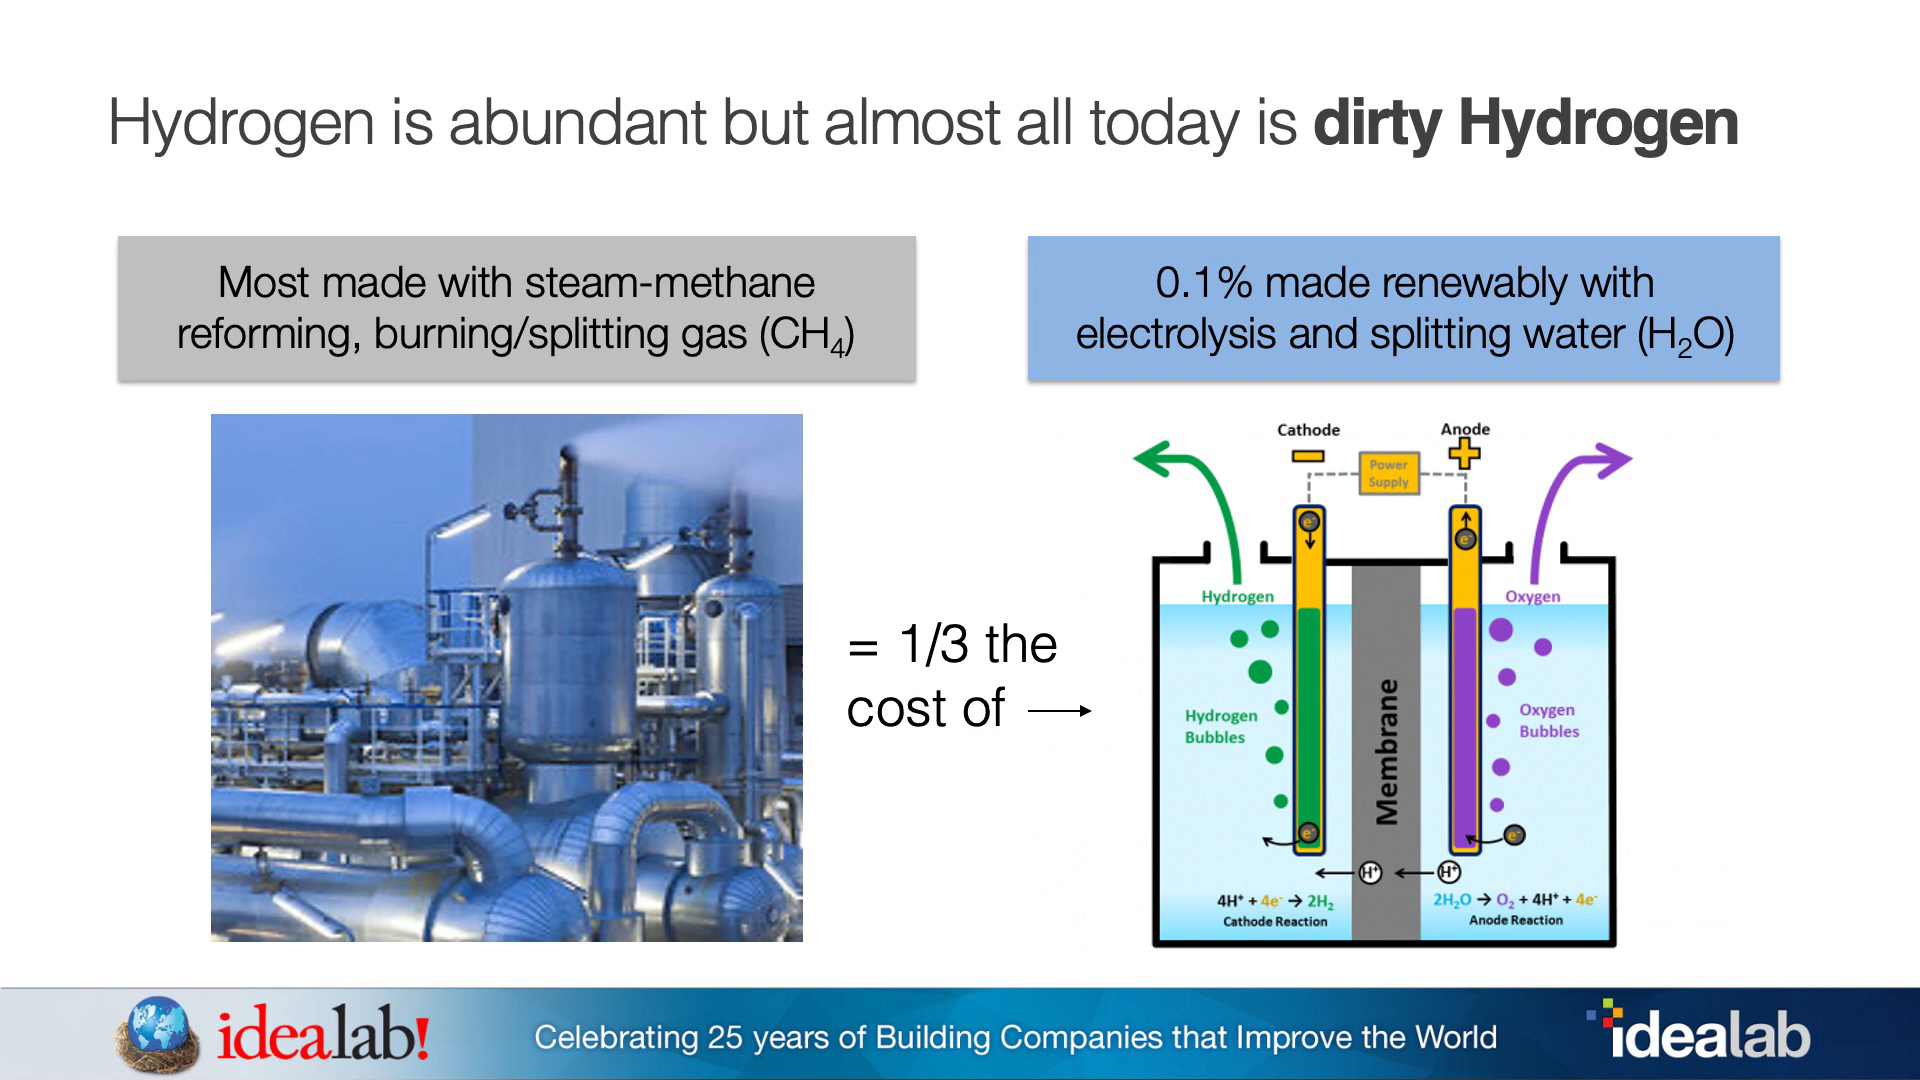 Hydrogen is abundant but almost all today is dirty Hydrogen
Most made with steam-methane
reforming, burning/splitting gas (CH₄)
0.1% made renewably with
electrolysis and splitting water (H₂O)
= 1/3 the
cost of
Cathode
Anode
Power
Supply
e⁻
e⁻
Hydrogen
Oxygen
Hydrogen
Bubbles
Membrane
Oxygen
Bubbles
e⁻
e⁻
H⁺
H⁺
4H⁺ + 4e⁻ → 2H₂
Cathode Reaction
2H₂O → O₂ + 4H⁺ + 4e⁻
Anode Reaction
idealab!
Celebrating 25 years of Building Companies that Improve the World
idealab